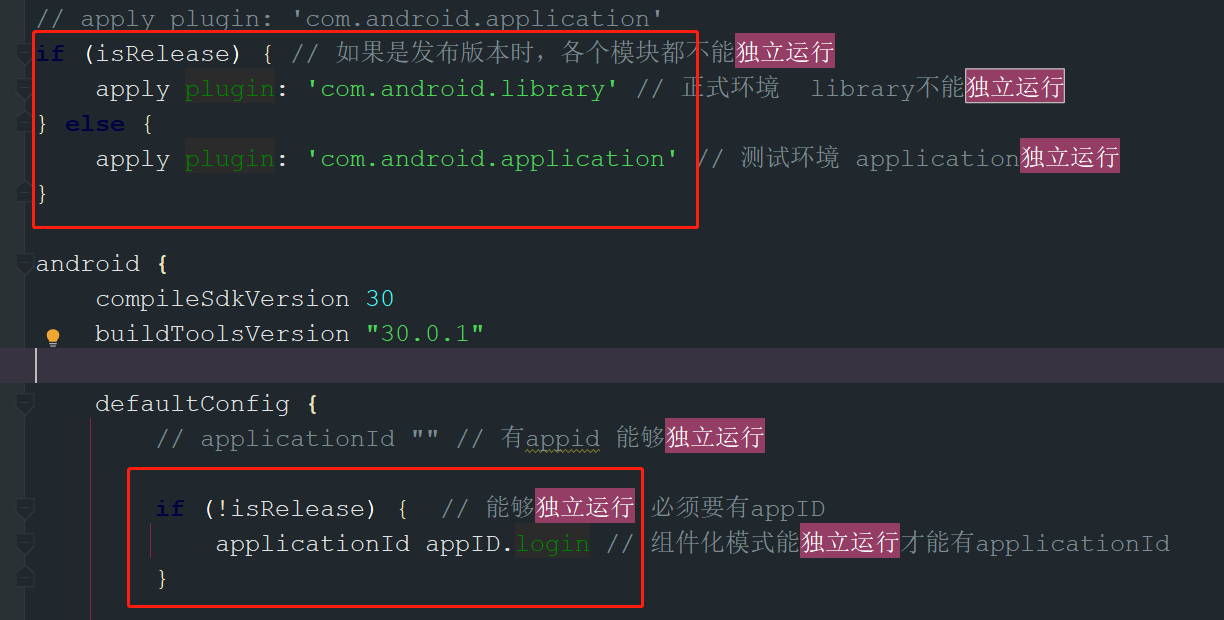 // apply plugin: 'com.android.application'
if (isRelease) { // 如果是发布版本时，各个模块都不能独立运行
    apply plugin: 'com.android.library' // 正式环境  library不能独立运行
} else {
    apply plugin: 'com.android.application' // 测试环境 application独立运行
}
android {
    compileSdkVersion 30
    buildToolsVersion "30.0.1"
    defaultConfig {
        // applicationId "" // 有appid 能够独立运行
        if (!isRelease) {  // 能够独立运行 必须要有appID
            applicationId appID.login // 组件化模式能独立运行才能有applicationId
        }